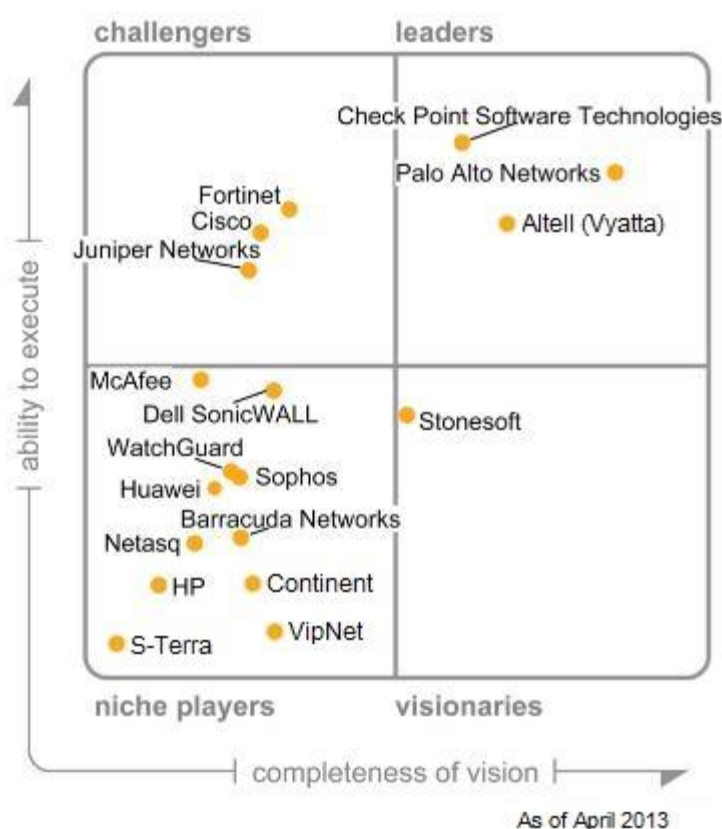 challengers
leaders
Check Point Software Technologies
Palo Alto Networks
Fortinet
Cisco
Altell (Vyatta)
Juniper Networks
McAfee
Dell SonicWALL
Stonesoft
WatchGuard
Sophos
Huawei
Barracuda Networks
Netasq
HP
Continent
VipNet
S-Terra
niche players
visionaries
ability to execute
completeness of vision
As of April 2013